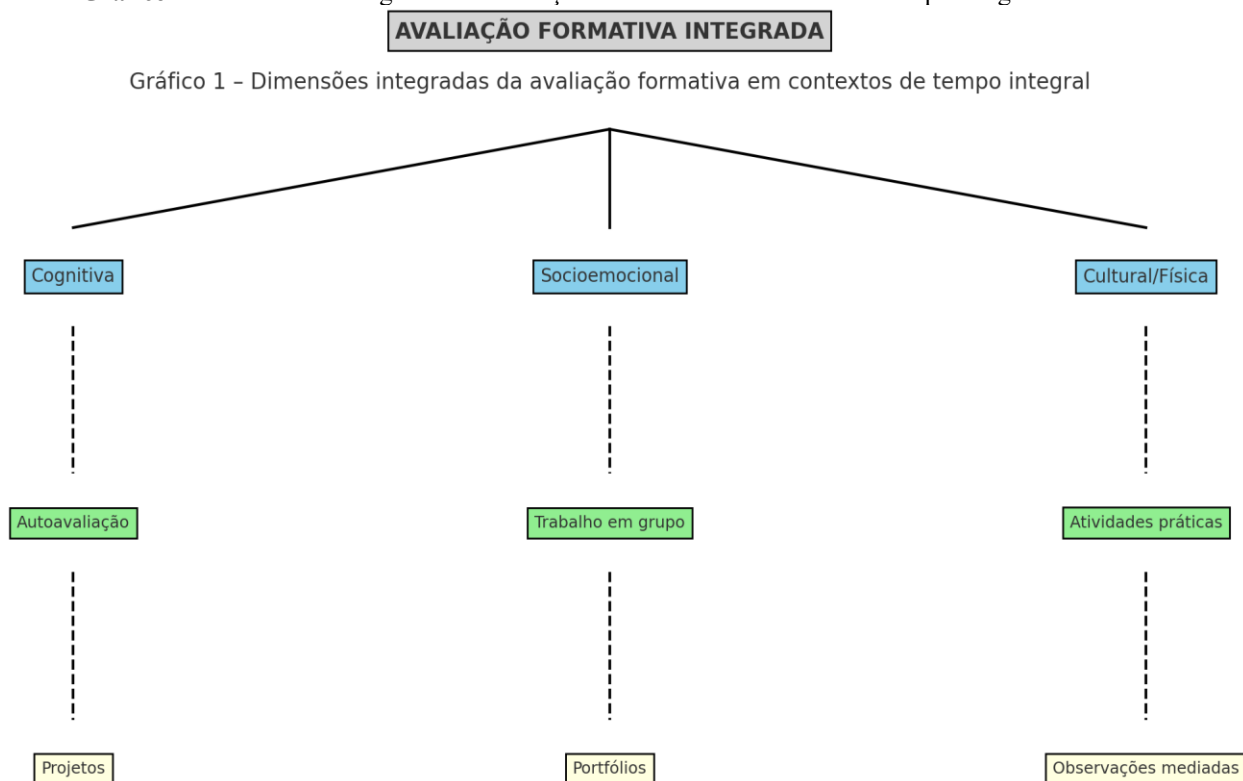 AVALIAÇÃO FORMATIVA INTEGRADA
Gráfico 1 – Dimensões integradas da avaliação formativa em contextos de tempo integral
Cognitiva Socioemocional Cultural/Física
Autoavaliação Trabalho em grupo Atividades práticas
Projetos Portfólios Observações mediadas